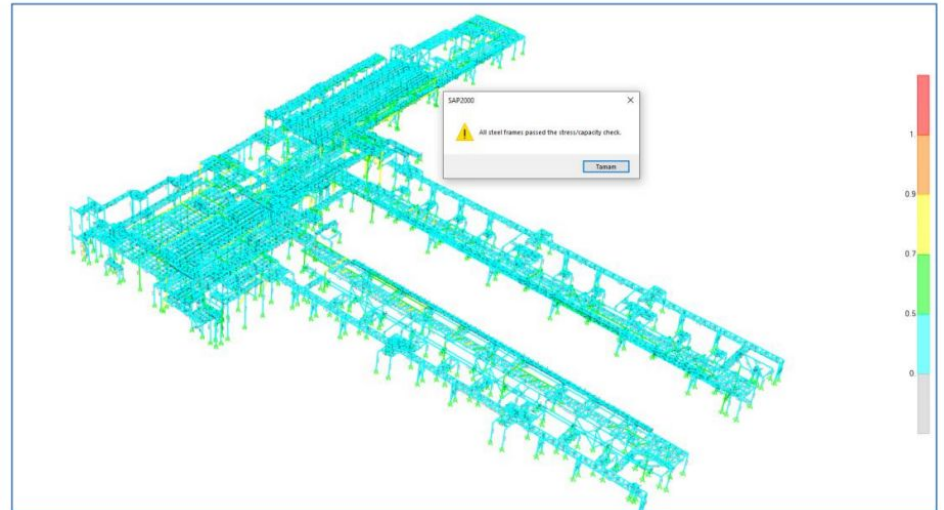 SAP2000
All steel frames passed the stress/capacity check.
Tamam
1.
0.9
0.7
0.5
0.